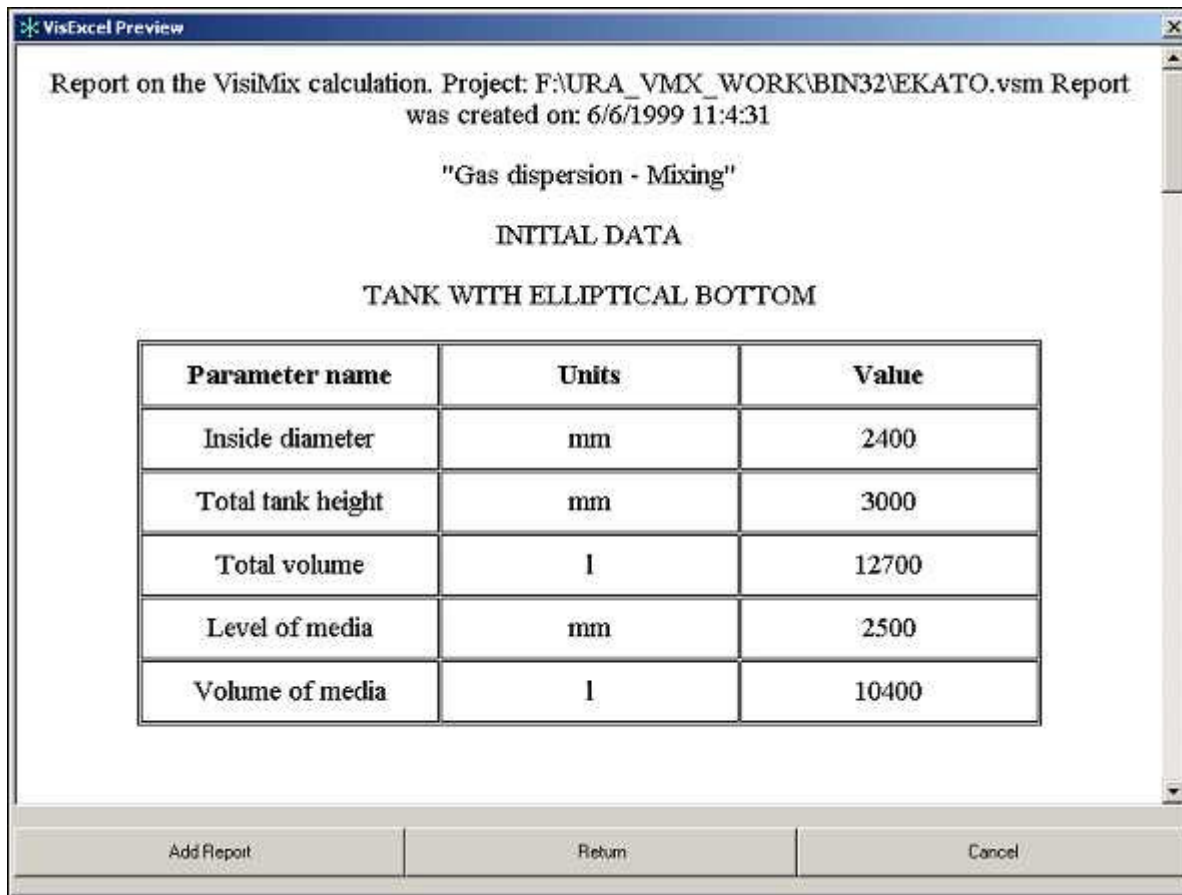 VisExcel Preview
Report on the VisiMix calculation. Project: F:\URA_VMX_WORK\BIN32\EKATO.vsm Report
was created on: 6/6/1999 11:4:31
"Gas dispersion - Mixing"
INITIAL DATA
TANK WITH ELLIPTICAL BOTTOM
Parameter name Units Value
Inside diameter mm 2400
Total tank height mm 3000
Total volume l 12700
Level of media mm 2500
Volume of media l 10400
Add Report Return Cancel